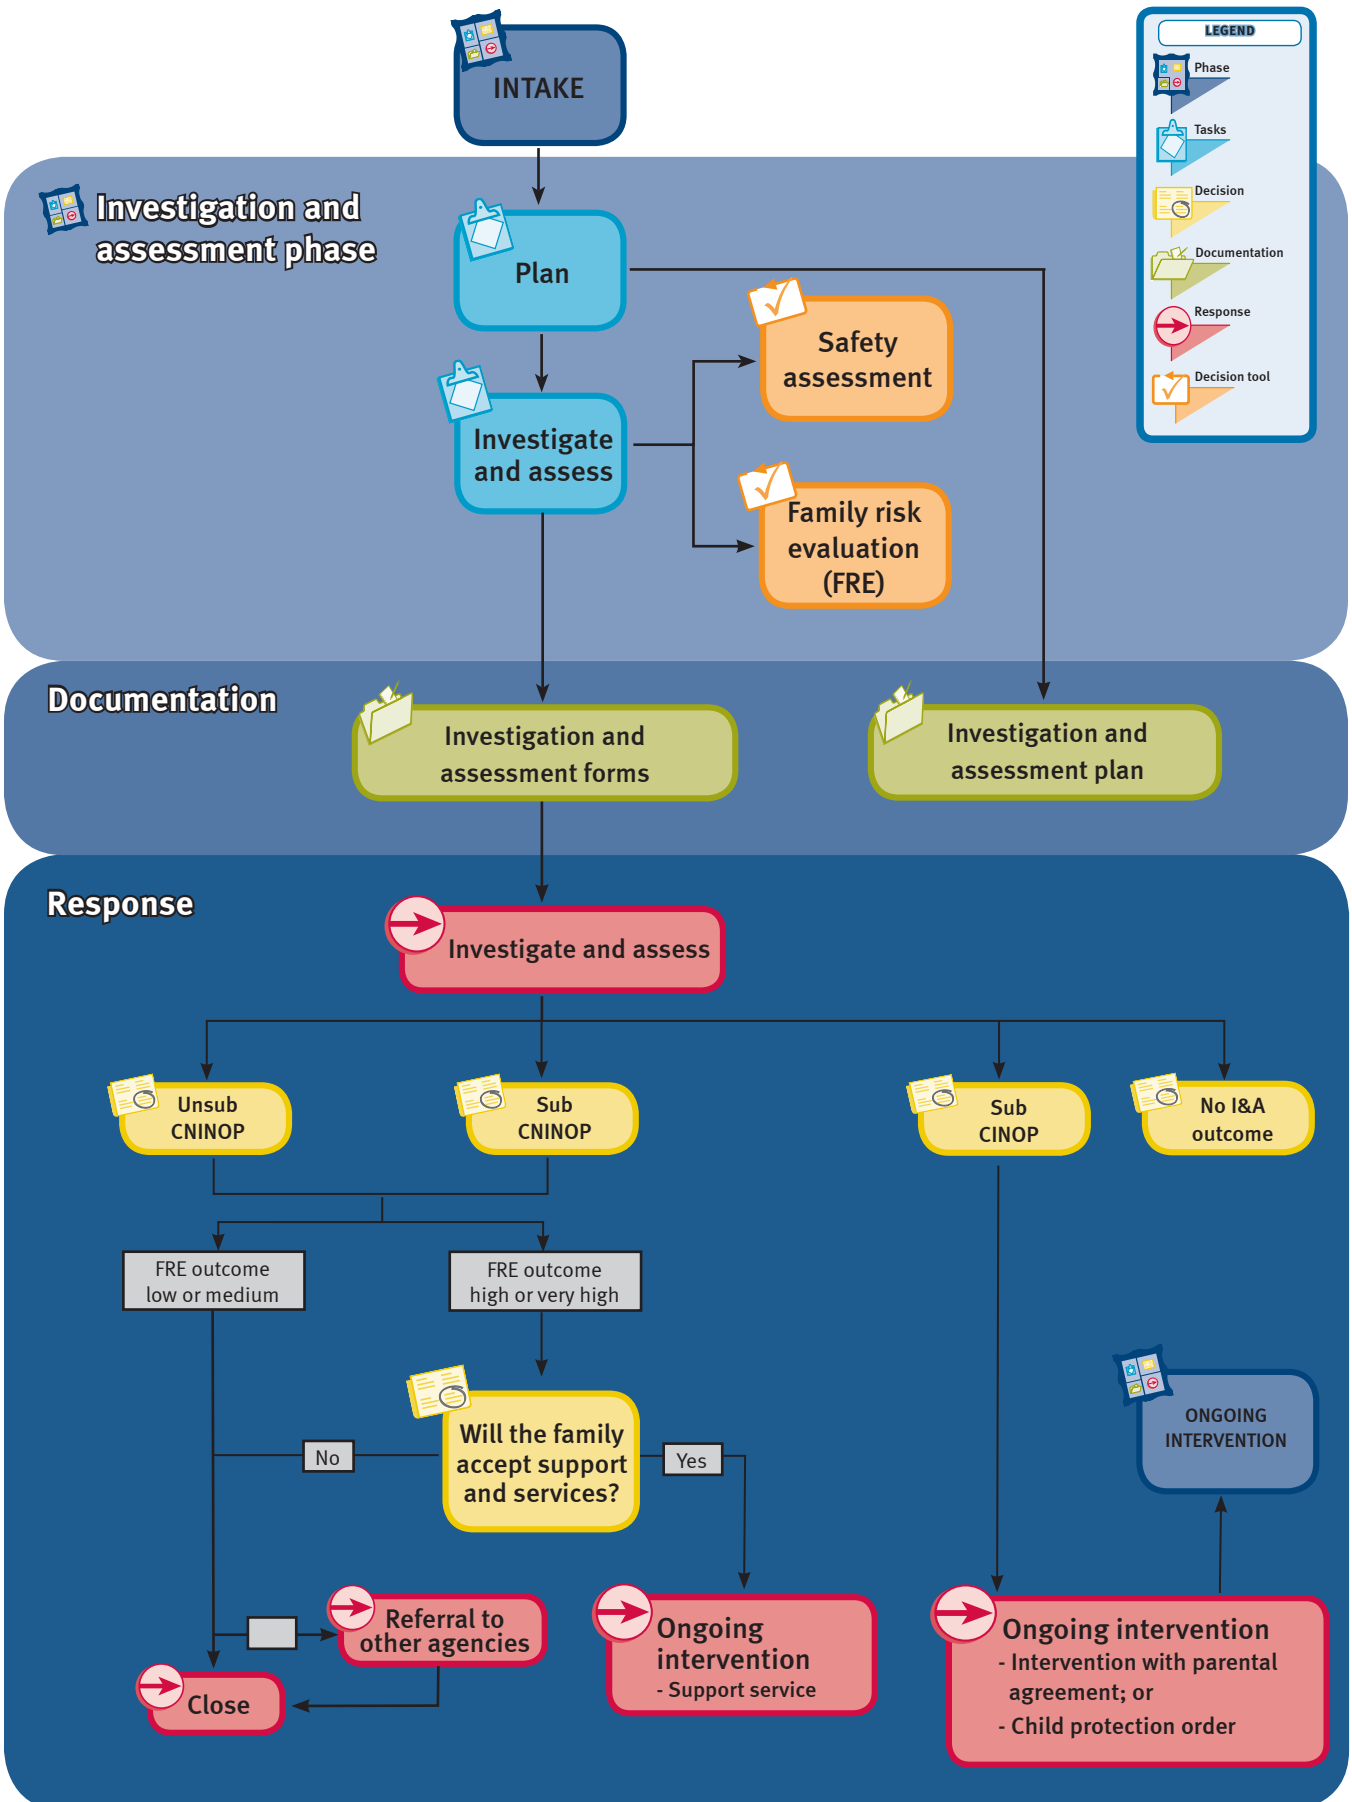 INTAKE
LEGEND
Phase
Tasks
Decision
Documentation
Response
Decision tool
Investigation and
assessment phase
Plan
Safety
assessment
Investigate
and assess
Family risk
evaluation
(FRE)
Documentation
Investigation and
assessment forms
Investigation and
assessment plan
Response
Investigate and assess
Unsub
CNINOP
Sub
CNINOP
Sub
CINOP
No I&A
outcome
FRE outcome
low or medium
FRE outcome
high or very high
Will the family
accept support
and services?
No
Yes
ONGOING
INTERVENTION
Referral to
other agencies
Close
Ongoing
intervention
- Support service
Ongoing intervention
- Intervention with parental
agreement; or
- Child protection order